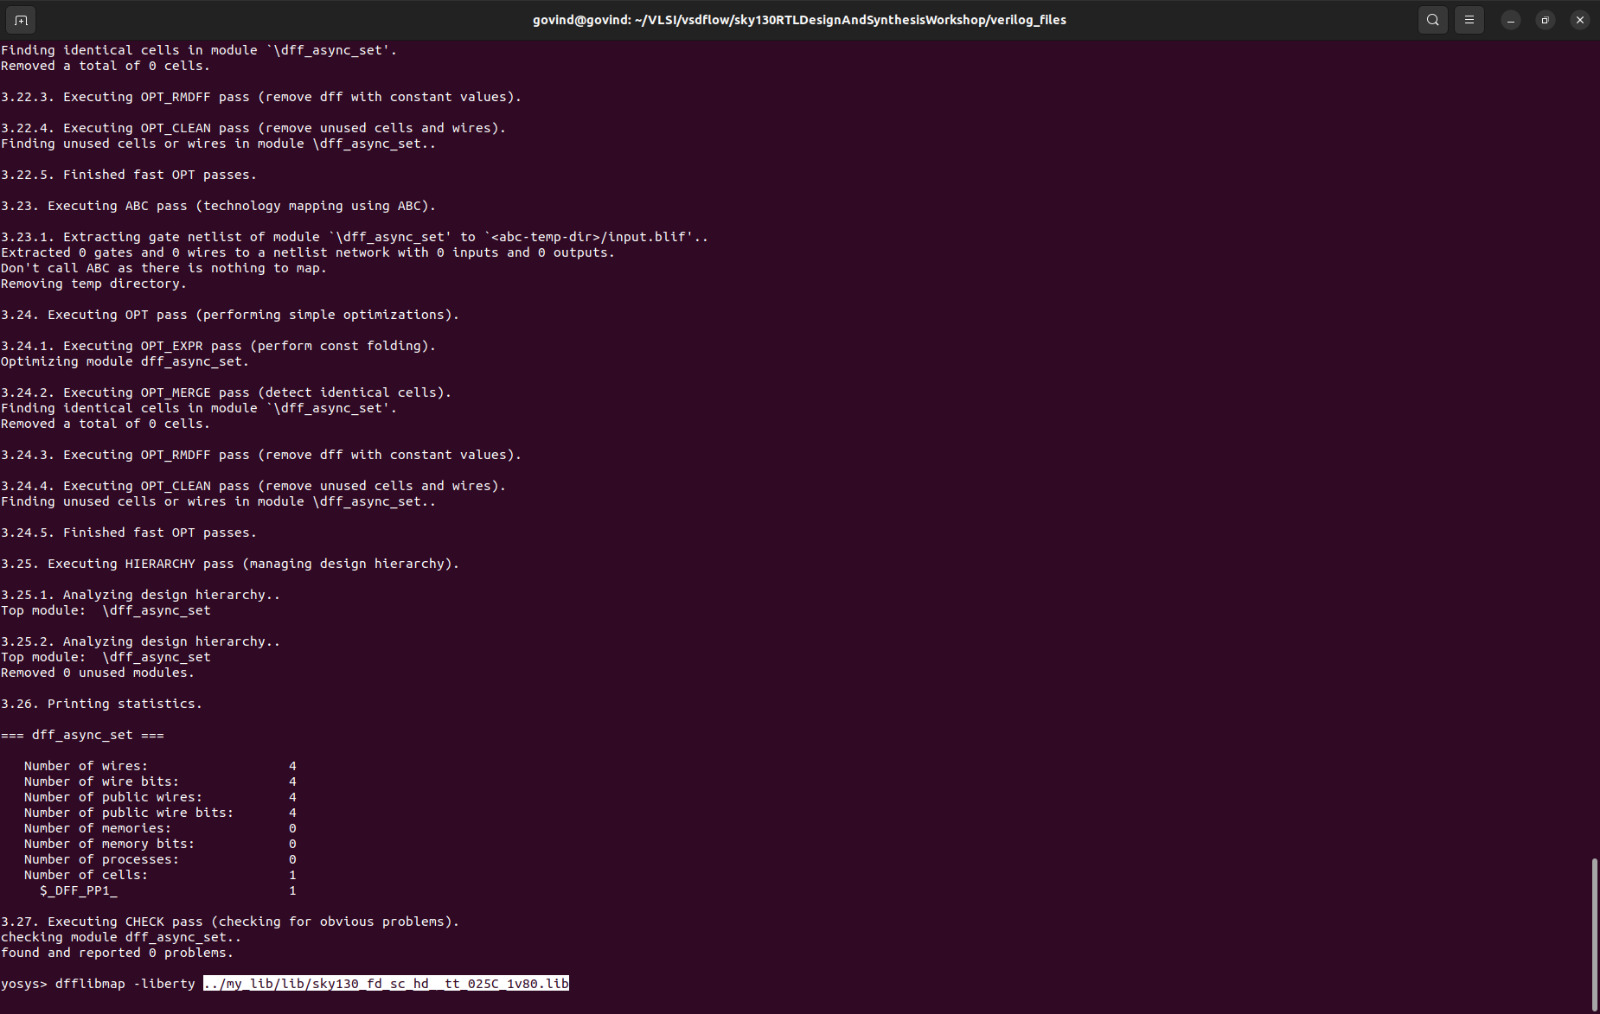 govind@govind: ~/VLSI/vsdflow/sky130RTLDesignAndSynthesisWorkshop/verilog_files
Finding identical cells in module `\dff_async_set'.
Removed a total of 0 cells.
3.22.3. Executing OPT_RMDFF pass (remove dff with constant values).
3.22.4. Executing OPT_CLEAN pass (remove unused cells and wires).
Finding unused cells or wires in module \dff_async_set..
3.22.5. Finished fast OPT passes.
3.23. Executing ABC pass (technology mapping using ABC).
3.23.1. Extracting gate netlist of module `\dff_async_set' to `<abc-temp-dir>/input.blif'..
Extracted 0 gates and 0 wires to a netlist network with 0 inputs and 0 outputs.
Don't call ABC as there is nothing to map.
Removing temp directory.
3.24. Executing OPT pass (performing simple optimizations).
3.24.1. Executing OPT_EXPR pass (perform const folding).
Optimizing module dff_async_set.
3.24.2. Executing OPT_MERGE pass (detect identical cells).
Finding identical cells in module `\dff_async_set'.
Removed a total of 0 cells.
3.24.3. Executing OPT_RMDFF pass (remove dff with constant values).
3.24.4. Executing OPT_CLEAN pass (remove unused cells and wires).
Finding unused cells or wires in module \dff_async_set..
3.24.5. Finished fast OPT passes.
3.25. Executing HIERARCHY pass (managing design hierarchy).
3.25.1. Analyzing design hierarchy..
Top module:  \dff_async_set
3.25.2. Analyzing design hierarchy..
Top module:  \dff_async_set
Removed 0 unused modules.
3.26. Printing statistics.
=== dff_async_set ===
Number of wires: 4
Number of wire bits: 4
Number of public wires: 4
Number of public wire bits: 4
Number of memories: 0
Number of memory bits: 0
Number of processes: 0
Number of cells: 1
$_DFF_PP1_ 1
3.27. Executing CHECK pass (checking for obvious problems).
checking module dff_async_set..
found and reported 0 problems.
yosys> dfflibmap -liberty ../my_lib/lib/sky130_fd_sc_hd__tt_025C_1v80.lib